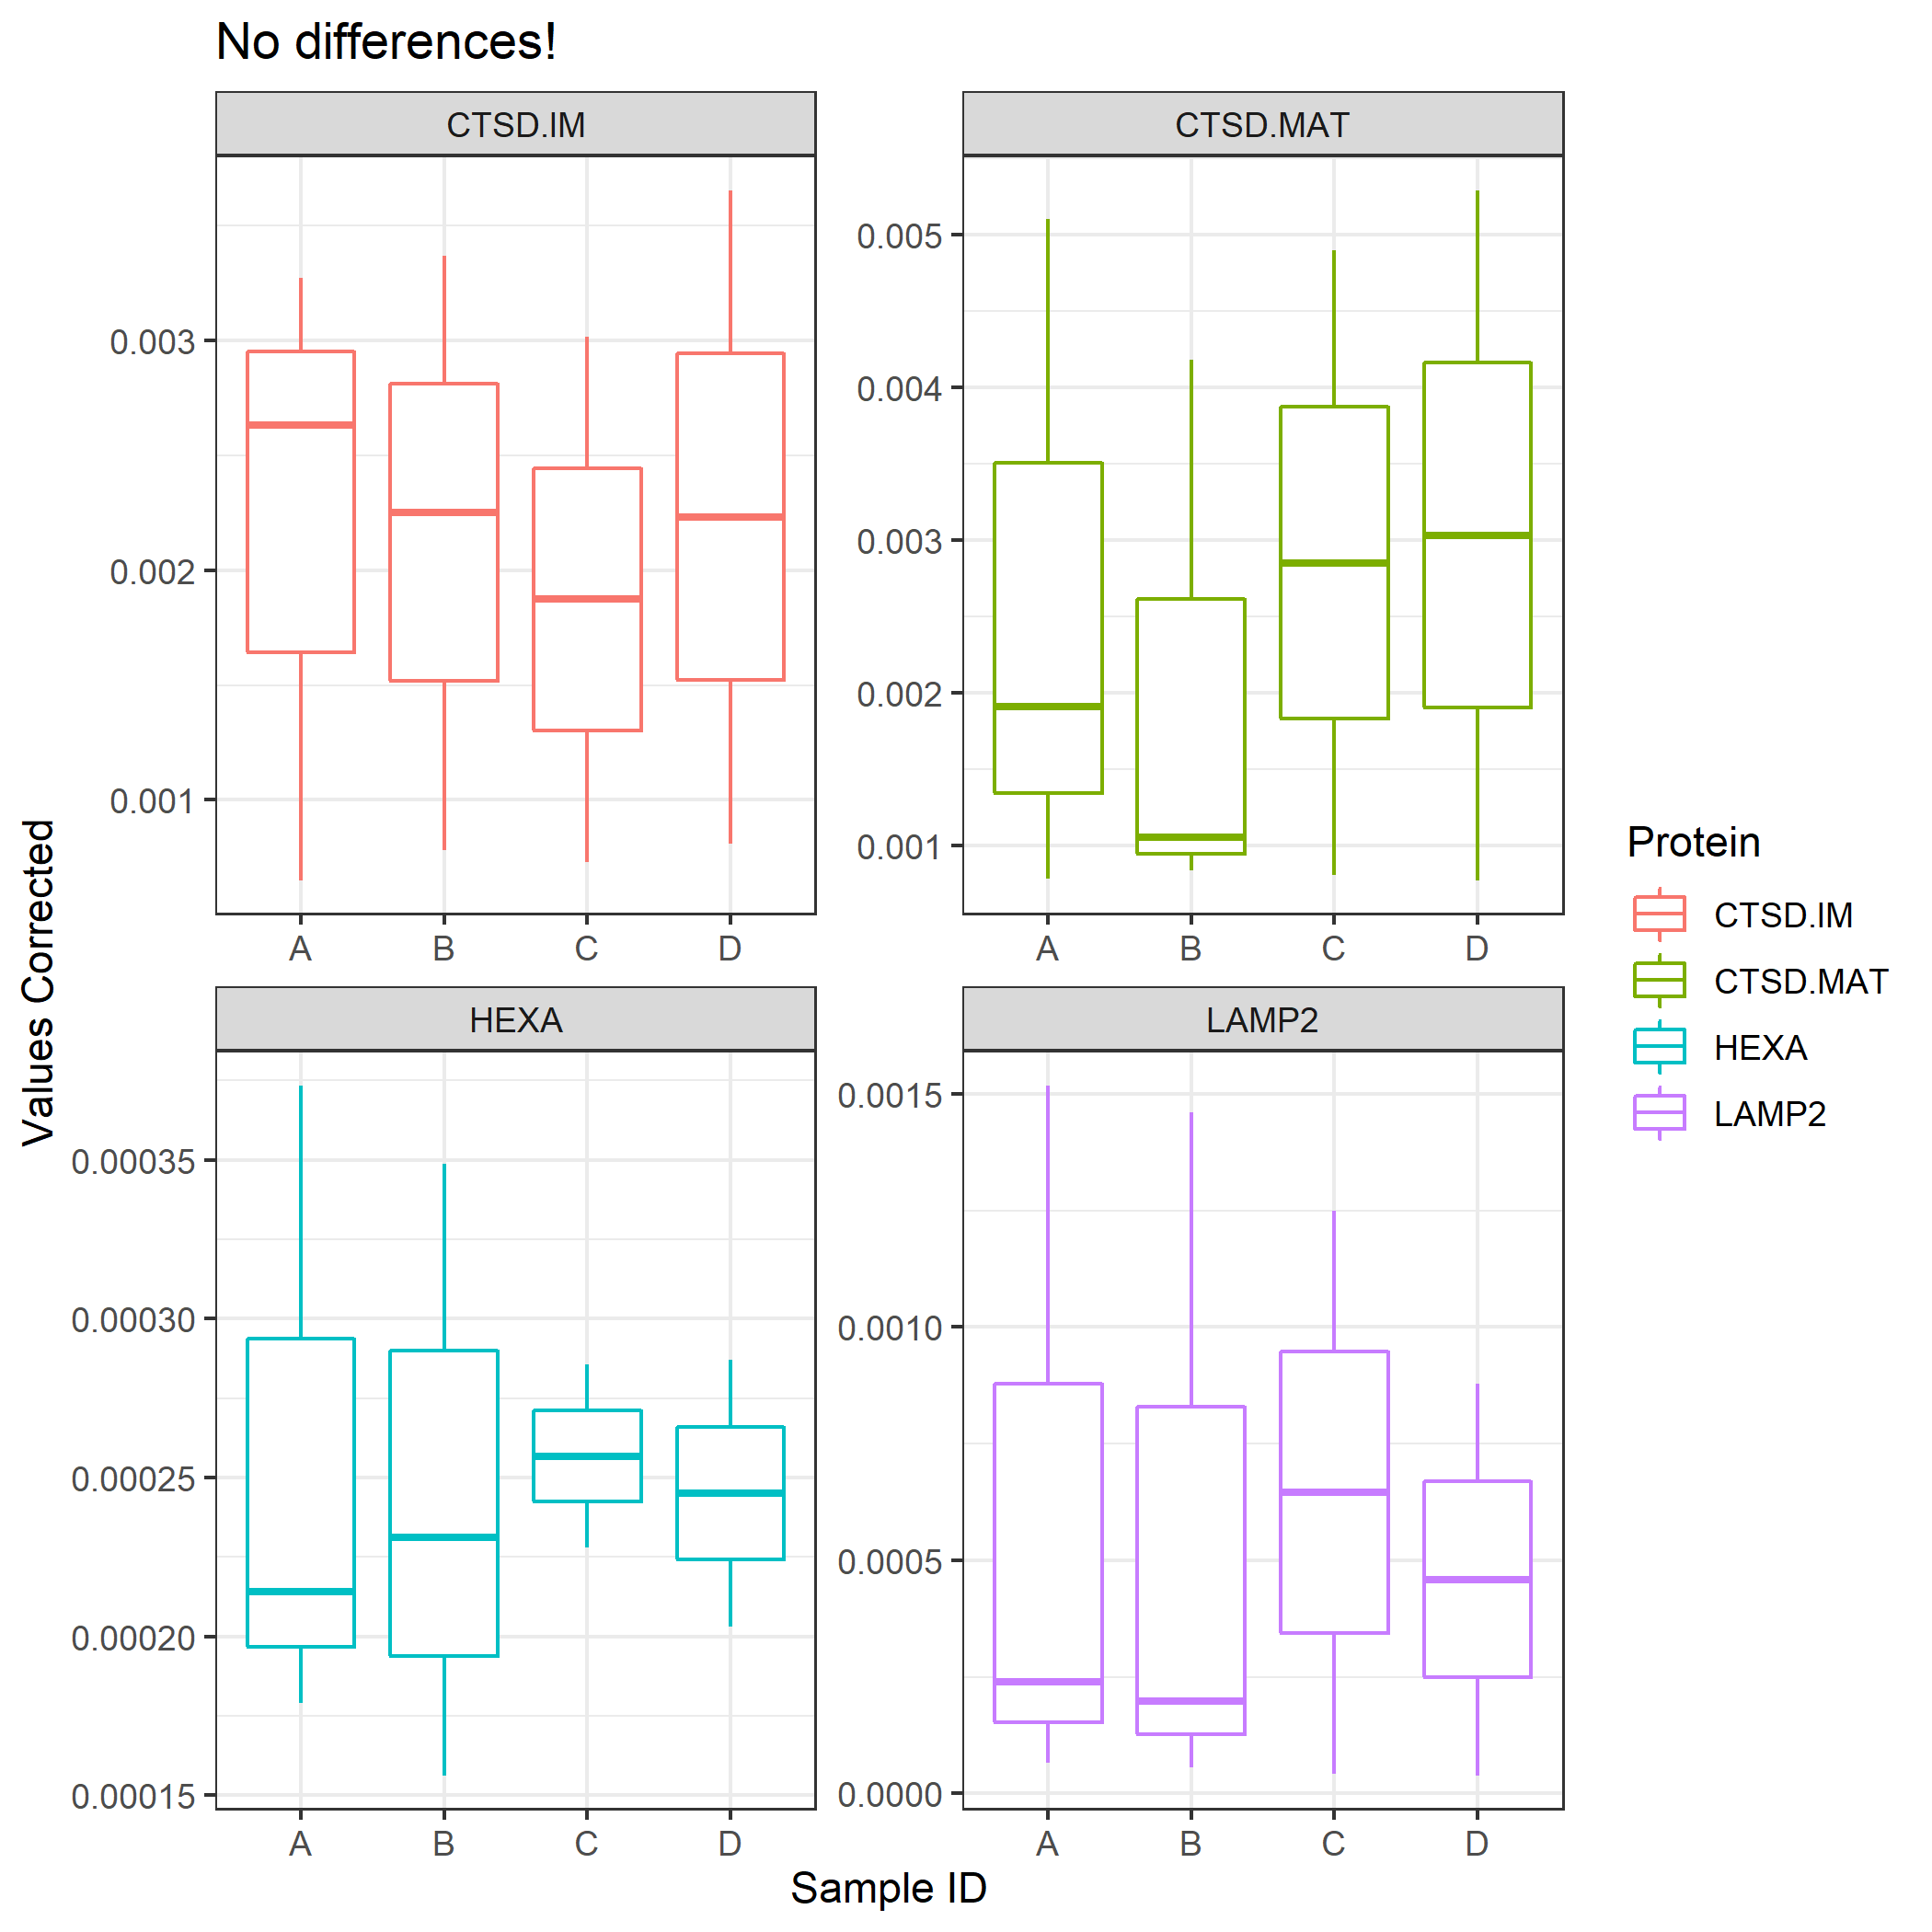 No differences!
CTSD.IM
CTSD.MAT
0.003
0.002
0.001
A B C D
0.005
0.004
0.003
0.002
0.001
A B C D
HEXA
LAMP2
0.00035
0.00030
0.00025
0.00020
0.00015
A B C D
0.0015
0.0010
0.0005
0.0000
A B C D
Values Corrected
Sample ID
Protein
CTSD.IM
CTSD.MAT
HEXA
LAMP2